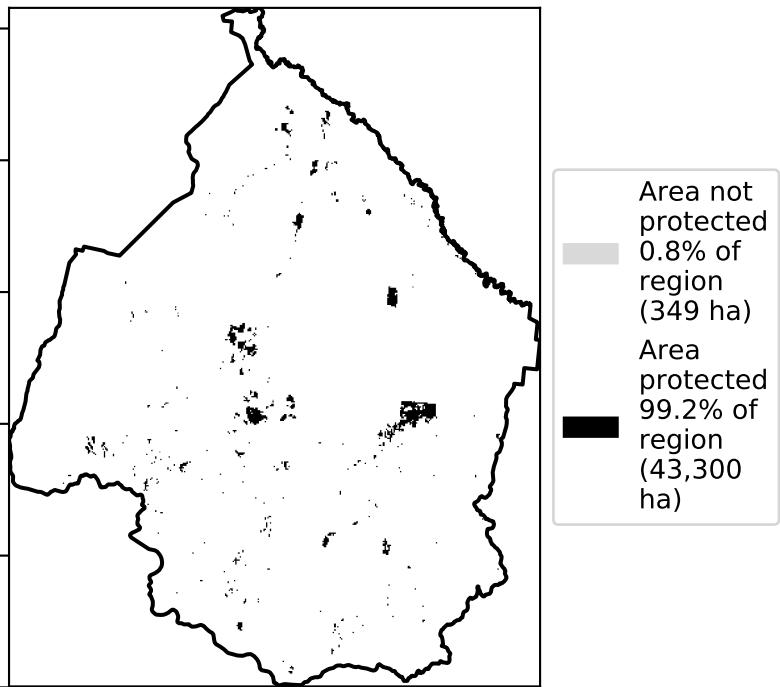 Area not
protected
0.8% of
region
(349 ha)
Area
protected
99.2% of
region
(43,300
ha)